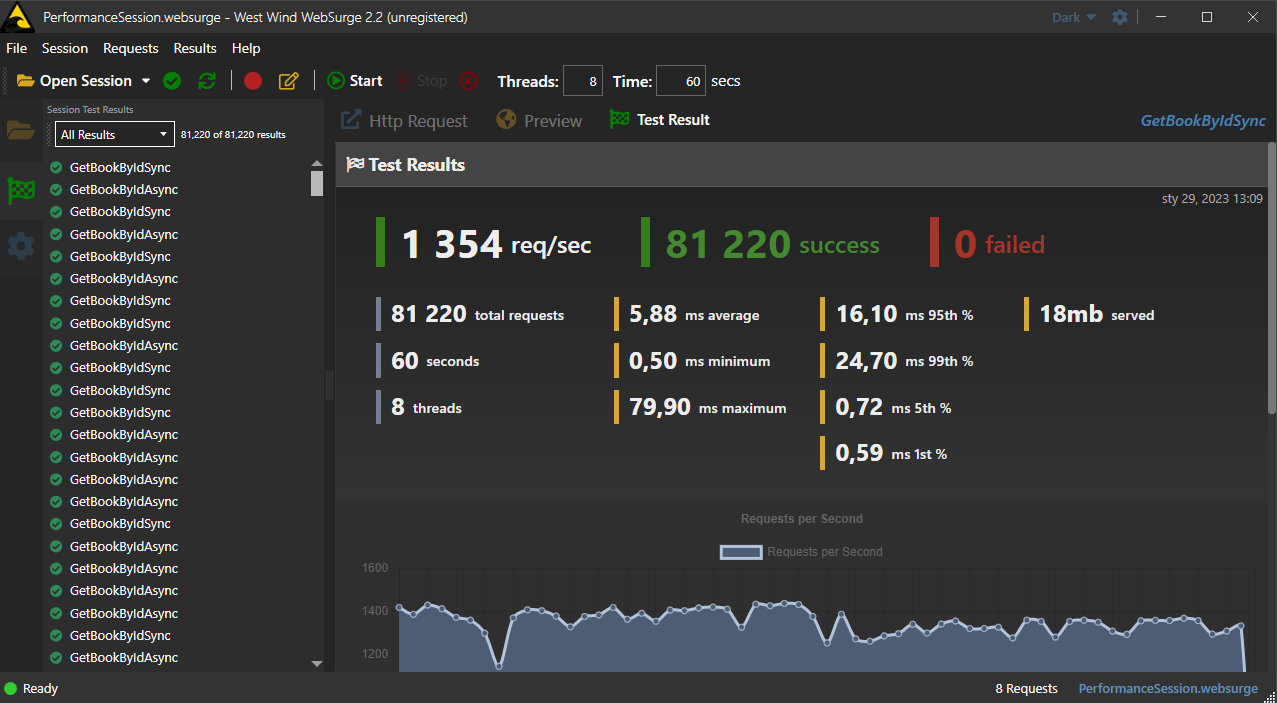 PerformanceSession.websurge - West Wind WebSurge 2.2 (unregistered)
Dark
File Session Requests Results Help
Open Session Start Stop Threads: 8 Time: 60 secs
Session Test Results
All Results 81,220 of 81,220 results
Http Request Preview Test Result GetBookByIdSync
GetBookByIdSync
GetBookByIdAsync
GetBookByIdSync
GetBookByIdAsync
GetBookByIdSync
GetBookByIdAsync
GetBookByIdSync
GetBookByIdSync
GetBookByIdAsync
GetBookByIdSync
GetBookByIdSync
GetBookByIdSync
GetBookByIdAsync
GetBookByIdAsync
GetBookByIdAsync
GetBookByIdAsync
GetBookByIdSync
GetBookByIdAsync
GetBookByIdAsync
GetBookByIdAsync
GetBookByIdAsync
GetBookByIdSync
GetBookByIdAsync
Test Results
sty 29, 2023 13:09
1 354 req/sec 81 220 success 0 failed
81 220 total requests 5,88 ms average 16,10 ms 95th % 18mb served
60 seconds 0,50 ms minimum 24,70 ms 99th %
8 threads 79,90 ms maximum 0,72 ms 5th %
0,59 ms 1st %
Requests per Second
Requests per Second
1600
1400
1200
Ready 8 Requests PerformanceSession.websurge